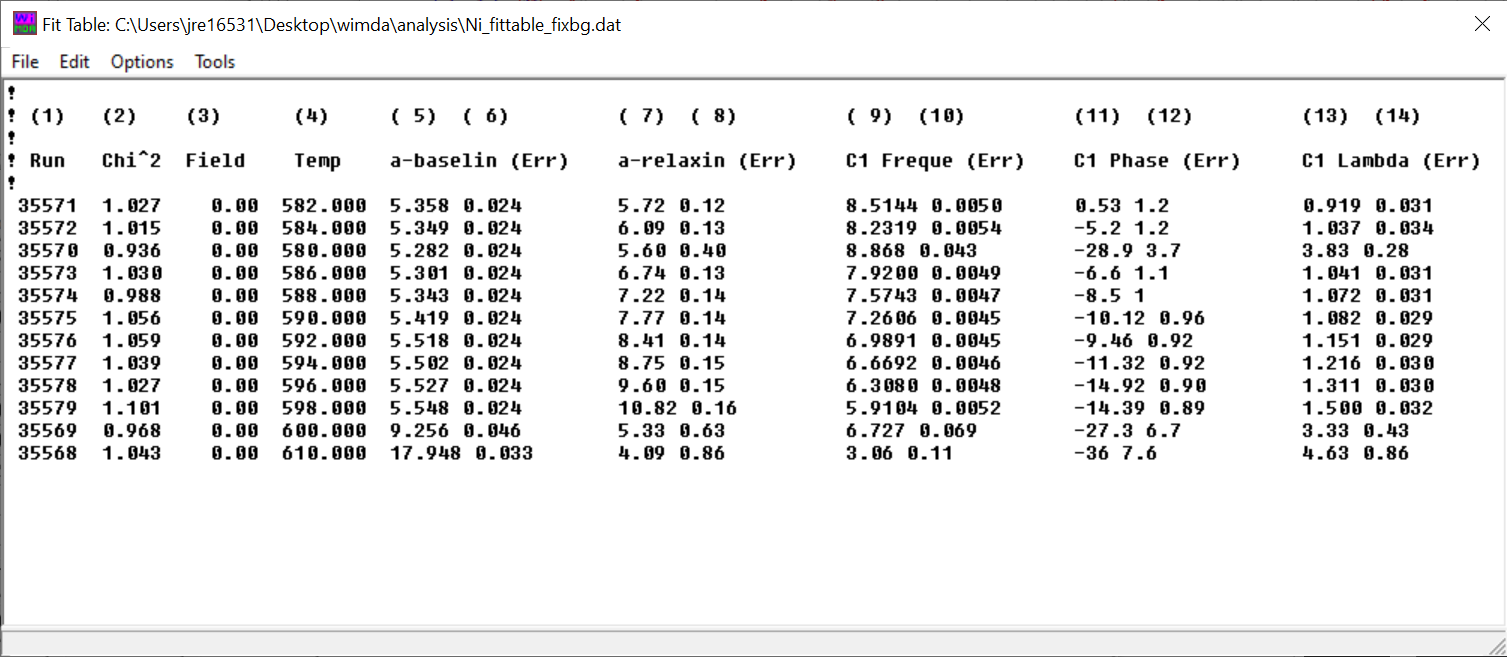 Fit Table: C:\Users\jre16531\Desktop\wimda\analysis\Ni_fittable_fixbg.dat
File Edit Options Tools
!
! (1) (2) (3) (4) ( 5) ( 6) ( 7) ( 8) ( 9) (10) (11) (12) (13) (14)
!
! Run Chi^2 Field Temp a-baselin (Err) a-relaxin (Err) C1 Freque (Err) C1 Phase (Err) C1 Lambda (Err)
!
35571 1.027 0.00 582.000 5.358 0.024 5.72 0.12 8.5144 0.0050 0.53 1.2 0.919 0.031
35572 1.015 0.00 584.000 5.349 0.024 6.09 0.13 8.2319 0.0054 -5.2 1.2 1.037 0.034
35570 0.936 0.00 580.000 5.282 0.024 5.60 0.40 8.868 0.043 -28.9 3.7 3.83 0.28
35573 1.030 0.00 586.000 5.301 0.024 6.74 0.13 7.9200 0.0049 -6.6 1.1 1.041 0.031
35574 0.988 0.00 588.000 5.343 0.024 7.22 0.14 7.5743 0.0047 -8.5 1 1.072 0.031
35575 1.056 0.00 590.000 5.419 0.024 7.77 0.14 7.2606 0.0045 -10.12 0.96 1.082 0.029
35576 1.059 0.00 592.000 5.518 0.024 8.41 0.14 6.9891 0.0045 -9.46 0.92 1.151 0.029
35577 1.039 0.00 594.000 5.502 0.024 8.75 0.15 6.6692 0.0046 -11.32 0.92 1.216 0.030
35578 1.027 0.00 596.000 5.527 0.024 9.60 0.15 6.3080 0.0048 -14.92 0.90 1.311 0.030
35579 1.101 0.00 598.000 5.548 0.024 10.82 0.16 5.9104 0.0052 -14.39 0.89 1.500 0.032
35569 0.968 0.00 600.000 9.256 0.046 5.33 0.63 6.727 0.069 -27.3 6.7 3.33 0.43
35568 1.043 0.00 610.000 17.948 0.033 4.09 0.86 3.06 0.11 -36 7.6 4.63 0.86